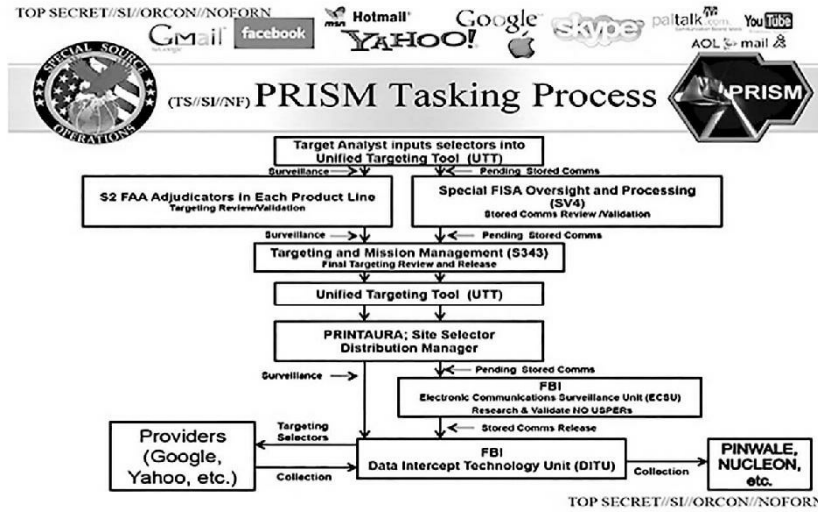 TOP SECRET//SI//ORCON//NOFORN
Gmail
facebook
msn Hotmail
Google
skype
paltalk.com
YouTube
YAHOO!
AOL mail
SPECIAL SOURCE
OPERATIONS
(TS//SI//NF) PRISM Tasking Process
PRISM
Target Analyst inputs selectors into
Unified Targeting Tool (UTT)
Surveillance
Pending Stored Comms
S2 FAA Adjudicators in Each Product Line
Targeting Review/Validation
Special FISA Oversight and Processing
(SV4)
Stored Comms Review /Validation
Surveillance
Pending Stored Comms
Targeting and Mission Management (S343)
Final Targeting Review and Release
Unified Targeting Tool (UTT)
PRINTAURA; Site Selector
Distribution Manager
Surveillance
Pending Stored Comms
FBI
Electronic Communications Surveillance Unit (ECSU)
Research & Validate NO USPERs
Stored Comms Release
Providers
(Google,
Yahoo, etc.)
Targeting
Selectors
Collection
FBI
Data Intercept Technology Unit (DITU)
Collection
PINWALE,
NUCLEON,
etc.
TOP SECRET//SI//ORCON//NOFORN